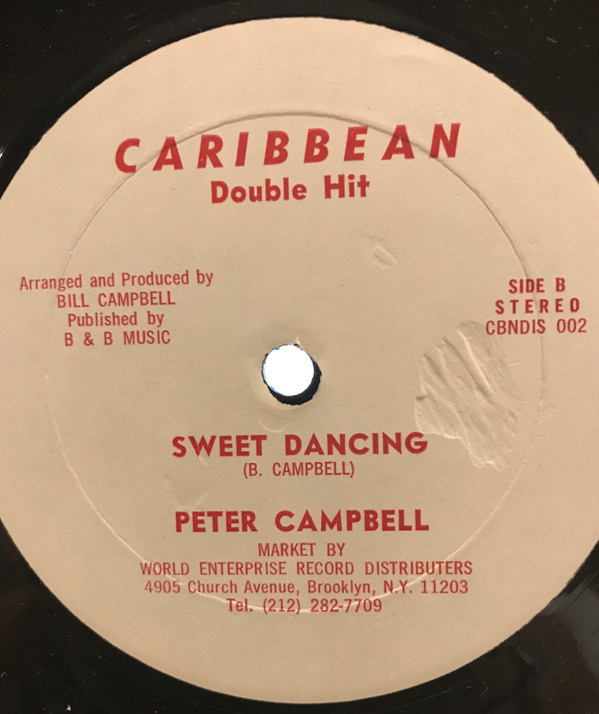 CARIBBEAN
Double Hit
Arranged and Produced by
BILL CAMPBELL
Published by
B & B MUSIC
SIDE B
STEREO
CBNDIS 002
SWEET DANCING
(B. CAMPBELL)
PETER CAMPBELL
MARKET BY
WORLD ENTERPRISE RECORD DISTRIBUTERS
4905 Church Avenue, Brooklyn, N.Y. 11203
Tel. (212) 282-7709